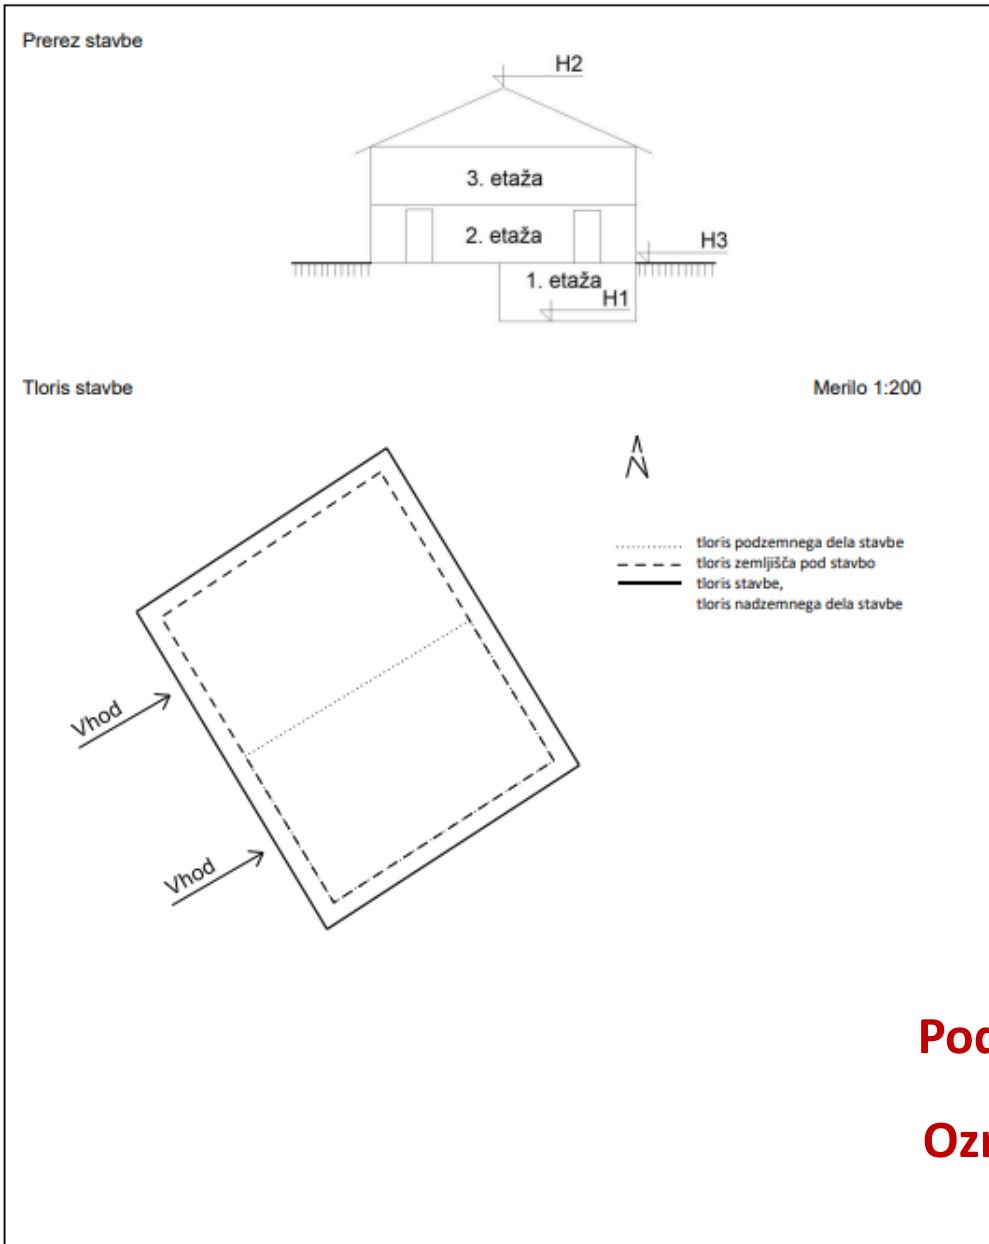 Prerez stavbe
H2
3. etaža
2. etaža
H3
1. etaža
H1
Tloris stavbe
Merilo 1:200
N
tloris podzemnega dela stavbe
tloris zemljišča pod stavbo
tloris stavbe,
tloris nadzemnega dela stavbe
Vhod
Vhod